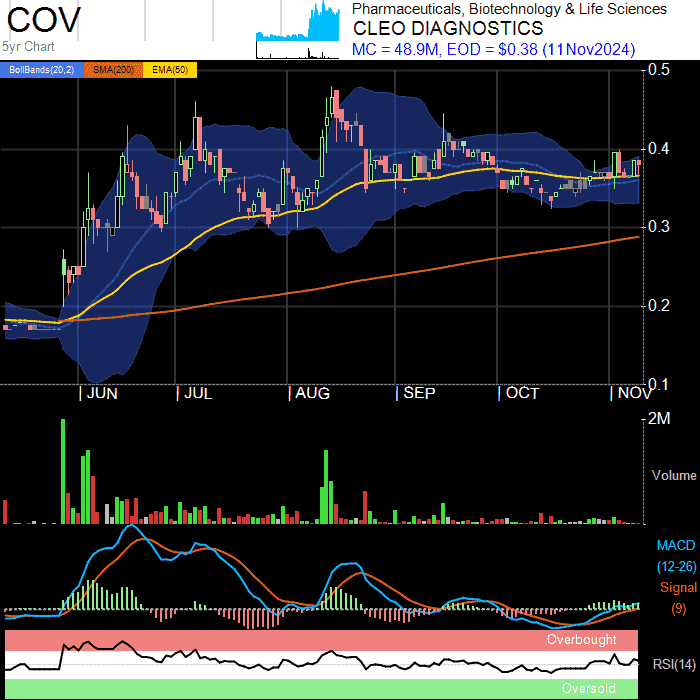 COV
5yr Chart
Pharmaceuticals, Biotechnology & Life Sciences
CLEO DIAGNOSTICS
MC = 48.9M, EOD = $0.38 (11Nov2024)
BollBands(20,2) SMA(200) EMA(50)
0.5
0.4
0.3
0.2
0.1
JUN JUL AUG SEP OCT NOV
2M
Volume
MACD
(12-26)
Signal
(9)
Overbought
RSI(14)
Oversold